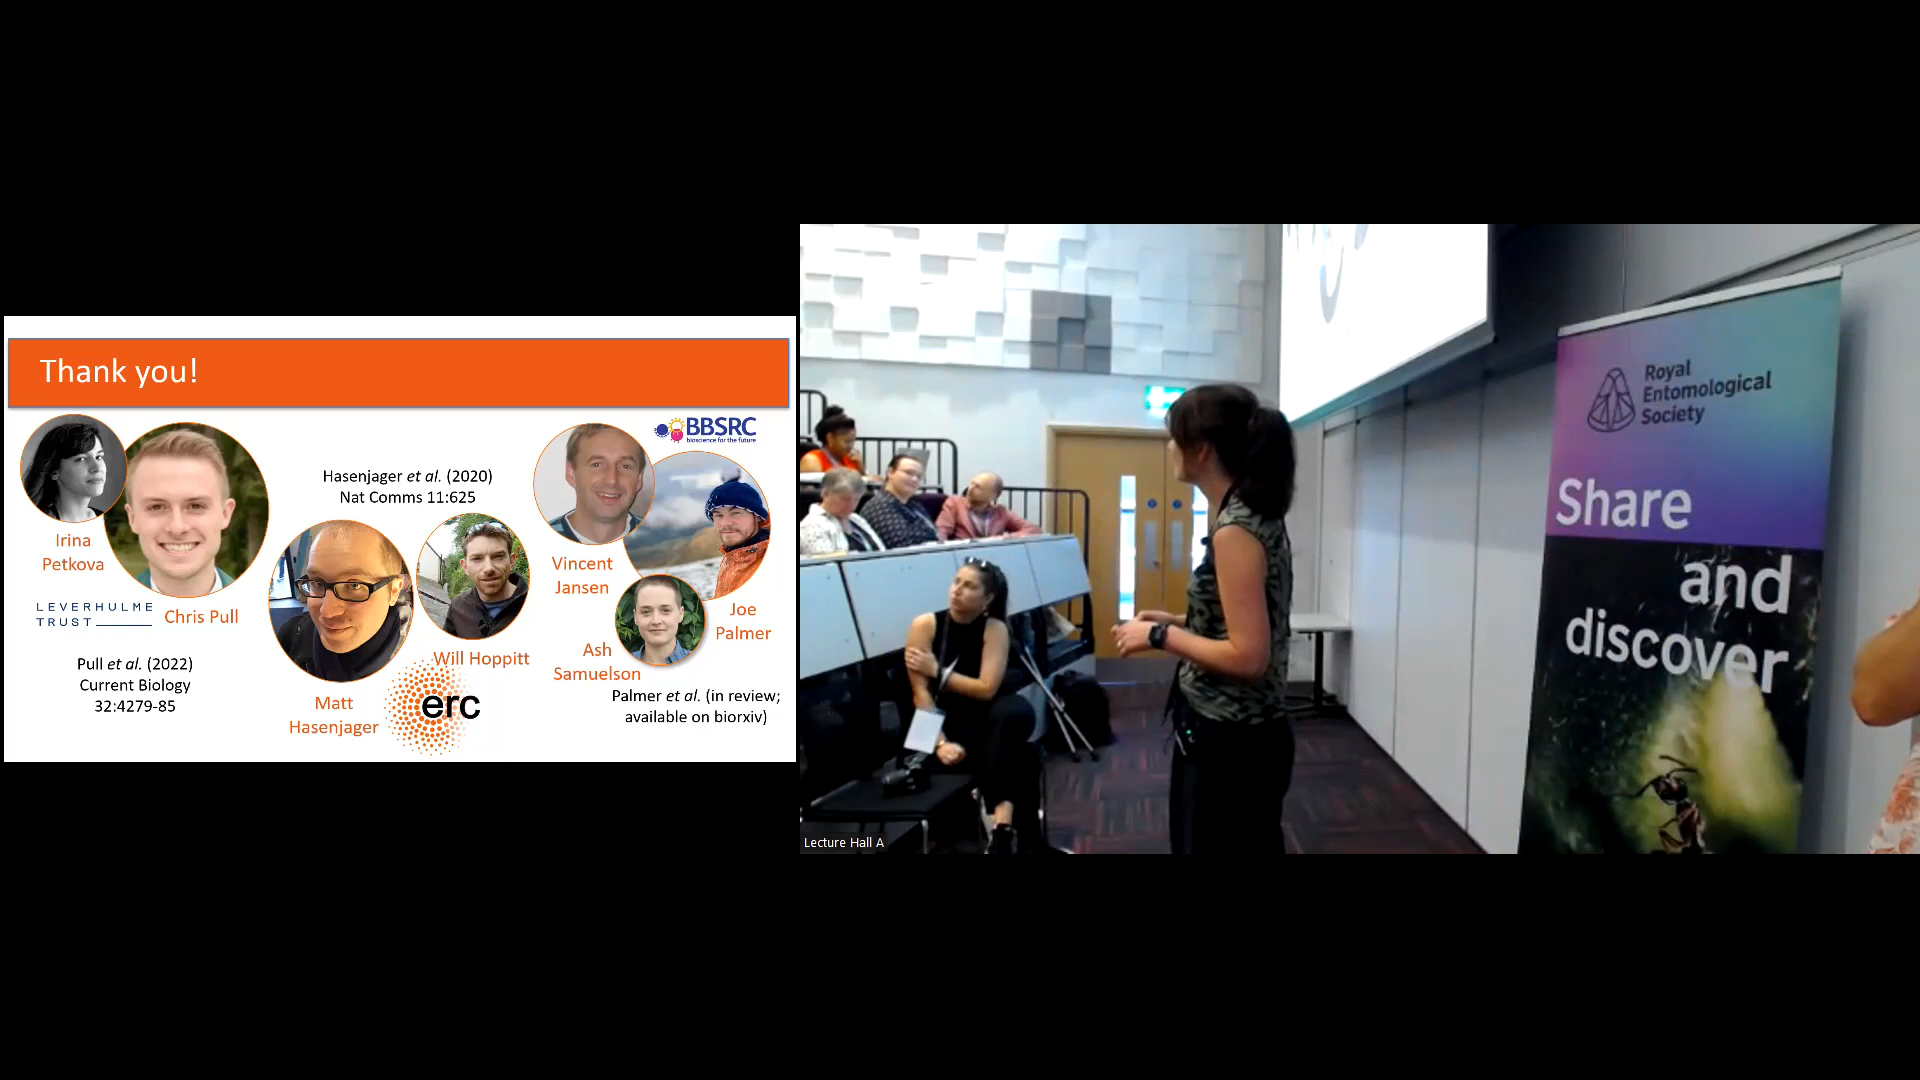 Thank you!
BBSRC
bioscience for the future
Hasenjager et al. (2020)
Nat Comms 11:625
Irina
Petkova
Vincent
Jansen
LEVERHULME
TRUST
Chris Pull
Joe
Palmer
Ash
Samuelson
Will Hoppitt
Pull et al. (2022)
Current Biology
32:4279-85
Matt
Hasenjager
erc
Palmer et al. (in review;
available on biorxiv)
Royal
Entomological
Society
Share
and
discover
Lecture Hall A